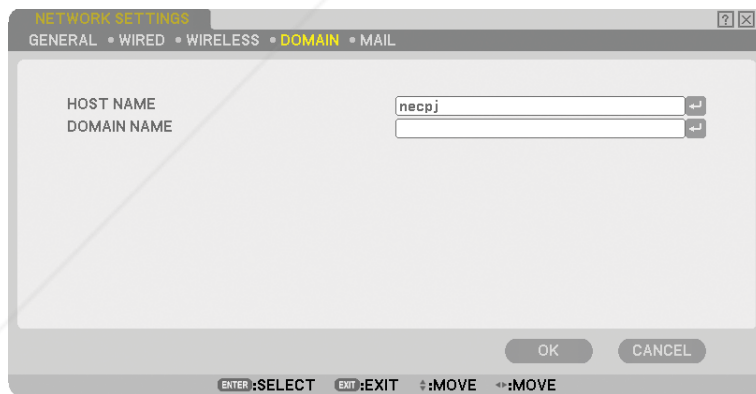 NETWORK SETTINGS ?
GENERAL • WIRED • WIRELESS • DOMAIN • MAIL
HOST NAME necpj
DOMAIN NAME
OK CANCEL
ENTER:SELECT EXIT:EXIT :MOVE :MOVE